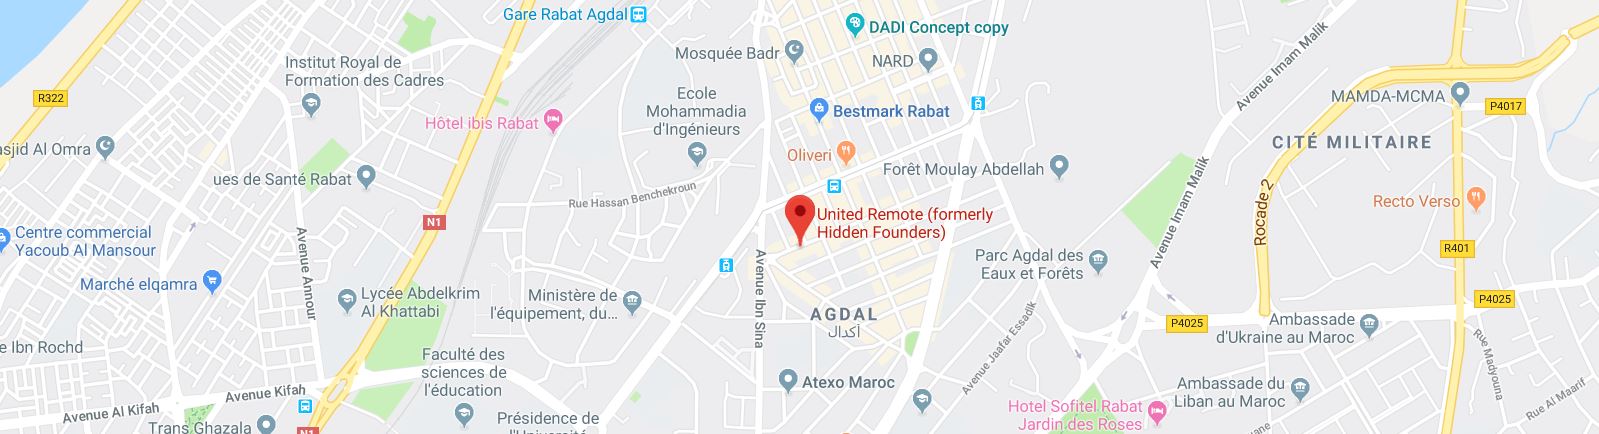 Gare Rabat Agdal
DADI Concept copy
Mosquée Badr
NARD
Institut Royal de
Formation des Cadres
R322
Ecole
Mohammadia
d'Ingénieurs
Hôtel ibis Rabat
Bestmark Rabat
Avenue Imam Malik
MAMDA-MCMA
P4017
CITÉ MILITAIRE
asjid Al Omra
Oliveri
Forêt Moulay Abdellah
ues de Santé Rabat
Rue Hassan Benchekroun
Avenue Imam Malik
Rocade 2
Recto Verso
N1
United Remote (formerly
Hidden Founders)
Centre commercial
Yacoub Al Mansour
Avenue Annour
Avenue Ibn Sina
Parc Agdal des
Eaux et Forêts
R401
Marché elqamra
Lycée Abdelkrim
Al Khattabi
Ministère de
l'équipement, du...
AGDAL
أكدال
Avenue Jaafar Essadik
P4025
P4025
Ambassade
d'Ukraine au Maroc
Rue Madyouna
e Ibn Rochd
Faculté des
sciences de
l'éducation
Avenue Kifah
Avenue Al Kifah
Atexo Maroc
Ambassade du
Liban au Maroc
Rue Al Maarif
Hotel Sofitel Rabat
Jardin des Roses
Trans Ghazala
N1
Présidence de
l'Université